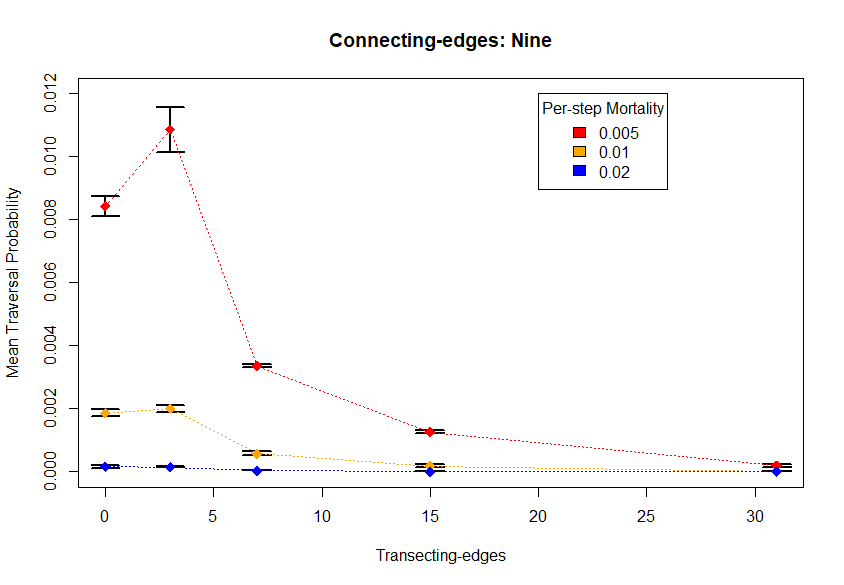 Connecting-edges: Nine
Per-step Mortality
0.005
0.01
0.02
Mean Traversal Probability
0.012
0.010
0.008
0.006
0.004
0.002
0.000
0 5 10 15 20 25 30
Transecting-edges